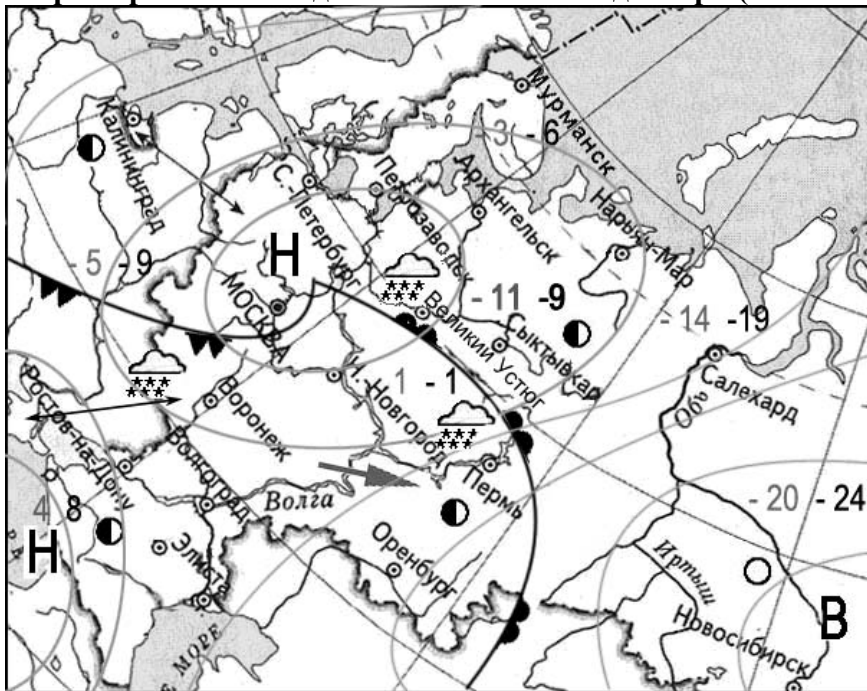 Мурманск
- 3 - 6
Калининград
С.-Петербург
Петрозаводск
Архангельск
Нарьян-Мар
- 5 - 9
Н
МОСКВА
- 11 -9
- 14 -19
Великий Устюг
Сыктывкар
Салехард
Обь
Ростов-на-Дону
Воронеж
Н.-Новгород
1 - 1
Волгоград
Волга
Пермь
- 20 - 24
4 8
Н
Элиста
Оренбург
Иртыш
Новосибирск
В
Е МОРЕ